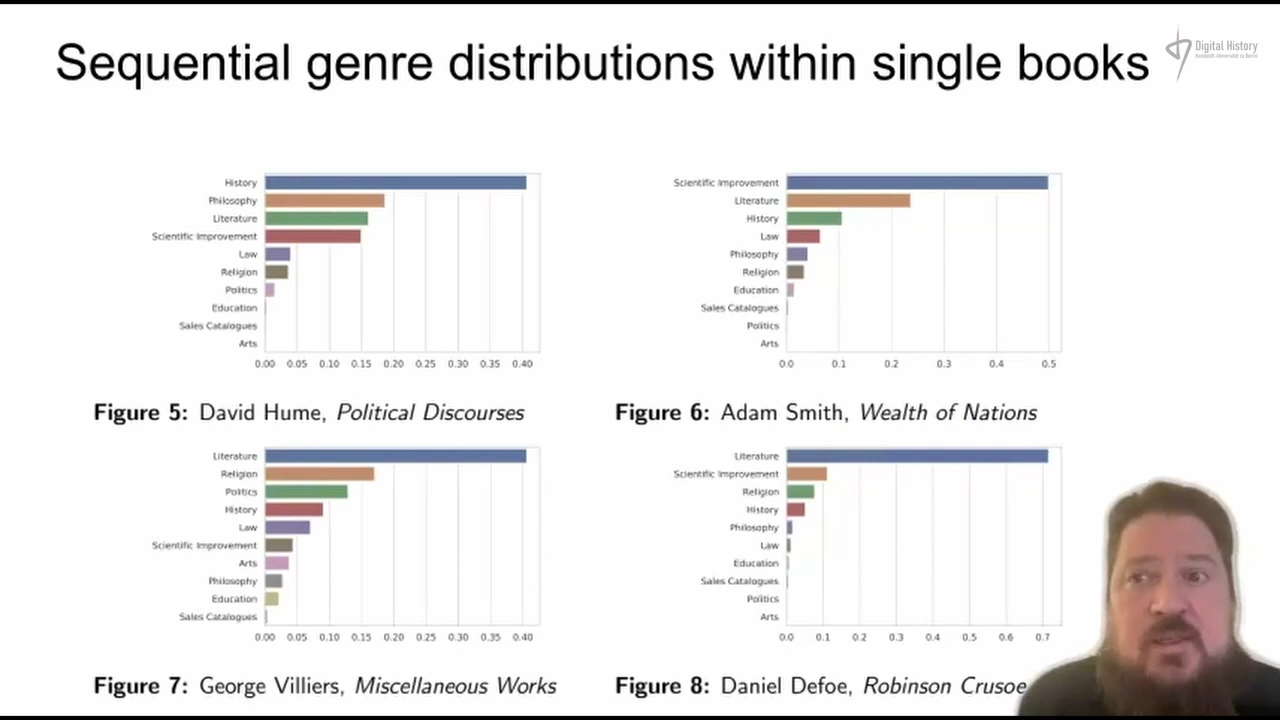 Sequential genre distributions within single books
Digital History
Humboldt-Universität zu Berlin
History
Philosophy
Literature
Scientific Improvement
Law
Religion
Politics
Education
Sales Catalogues
Arts
0.00 0.05 0.10 0.15 0.20 0.25 0.30 0.35 0.40
Figure 5: David Hume, Political Discourses
Scientific Improvement
Literature
History
Law
Philosophy
Religion
Education
Sales Catalogues
Politics
Arts
0.0 0.1 0.2 0.3 0.4 0.5
Figure 6: Adam Smith, Wealth of Nations
Literature
Religion
Politics
History
Law
Scientific Improvement
Arts
Philosophy
Education
Sales Catalogues
0.00 0.05 0.10 0.15 0.20 0.25 0.30 0.35 0.40
Figure 7: George Villiers, Miscellaneous Works
Literature
Scientific Improvement
Religion
History
Philosophy
Law
Education
Sales Catalogues
Politics
Arts
0.0 0.1 0.2 0.3 0.4 0.5 0.6 0.7
Figure 8: Daniel Defoe, Robinson Crusoe